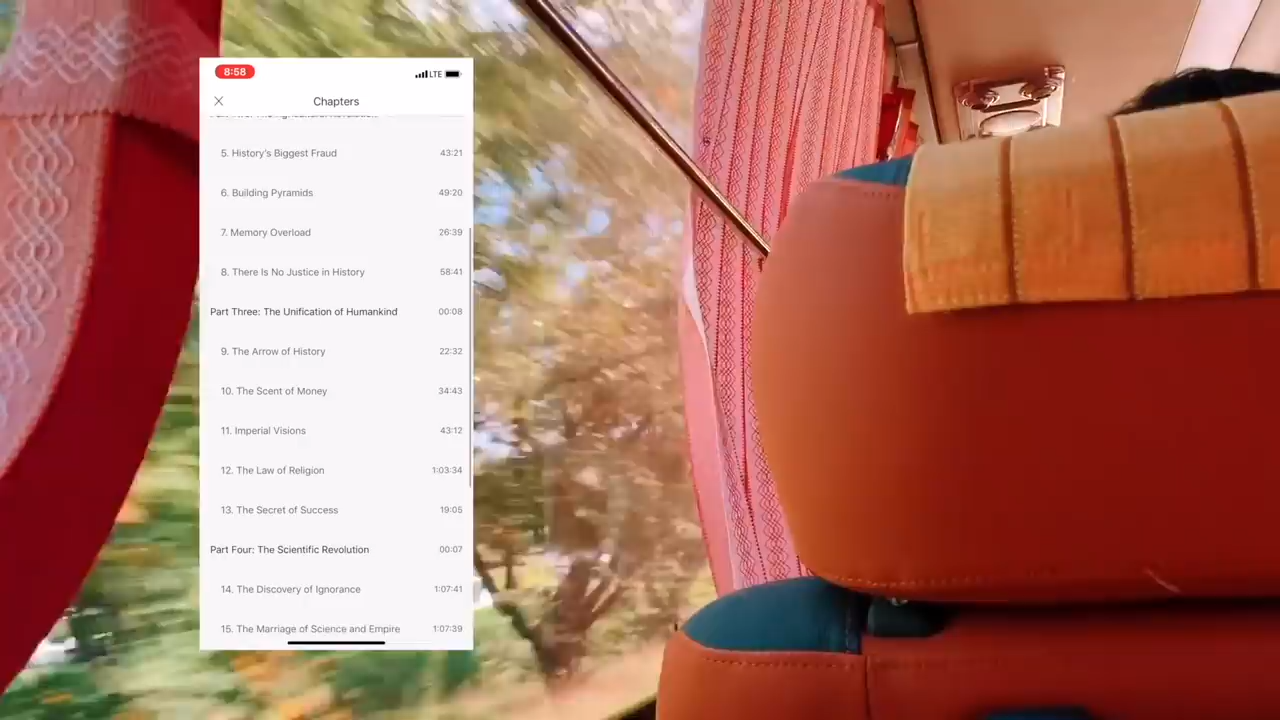 8:58
LTE
Chapters
5. History's Biggest Fraud 43:21
6. Building Pyramids 49:20
7. Memory Overload 26:39
8. There Is No Justice in History 58:41
Part Three: The Unification of Humankind 00:08
9. The Arrow of History 22:32
10. The Scent of Money 34:43
11. Imperial Visions 43:12
12. The Law of Religion 1:03:34
13. The Secret of Success 19:05
Part Four: The Scientific Revolution 00:07
14. The Discovery of Ignorance 1:07:41
15. The Marriage of Science and Empire 1:07:39